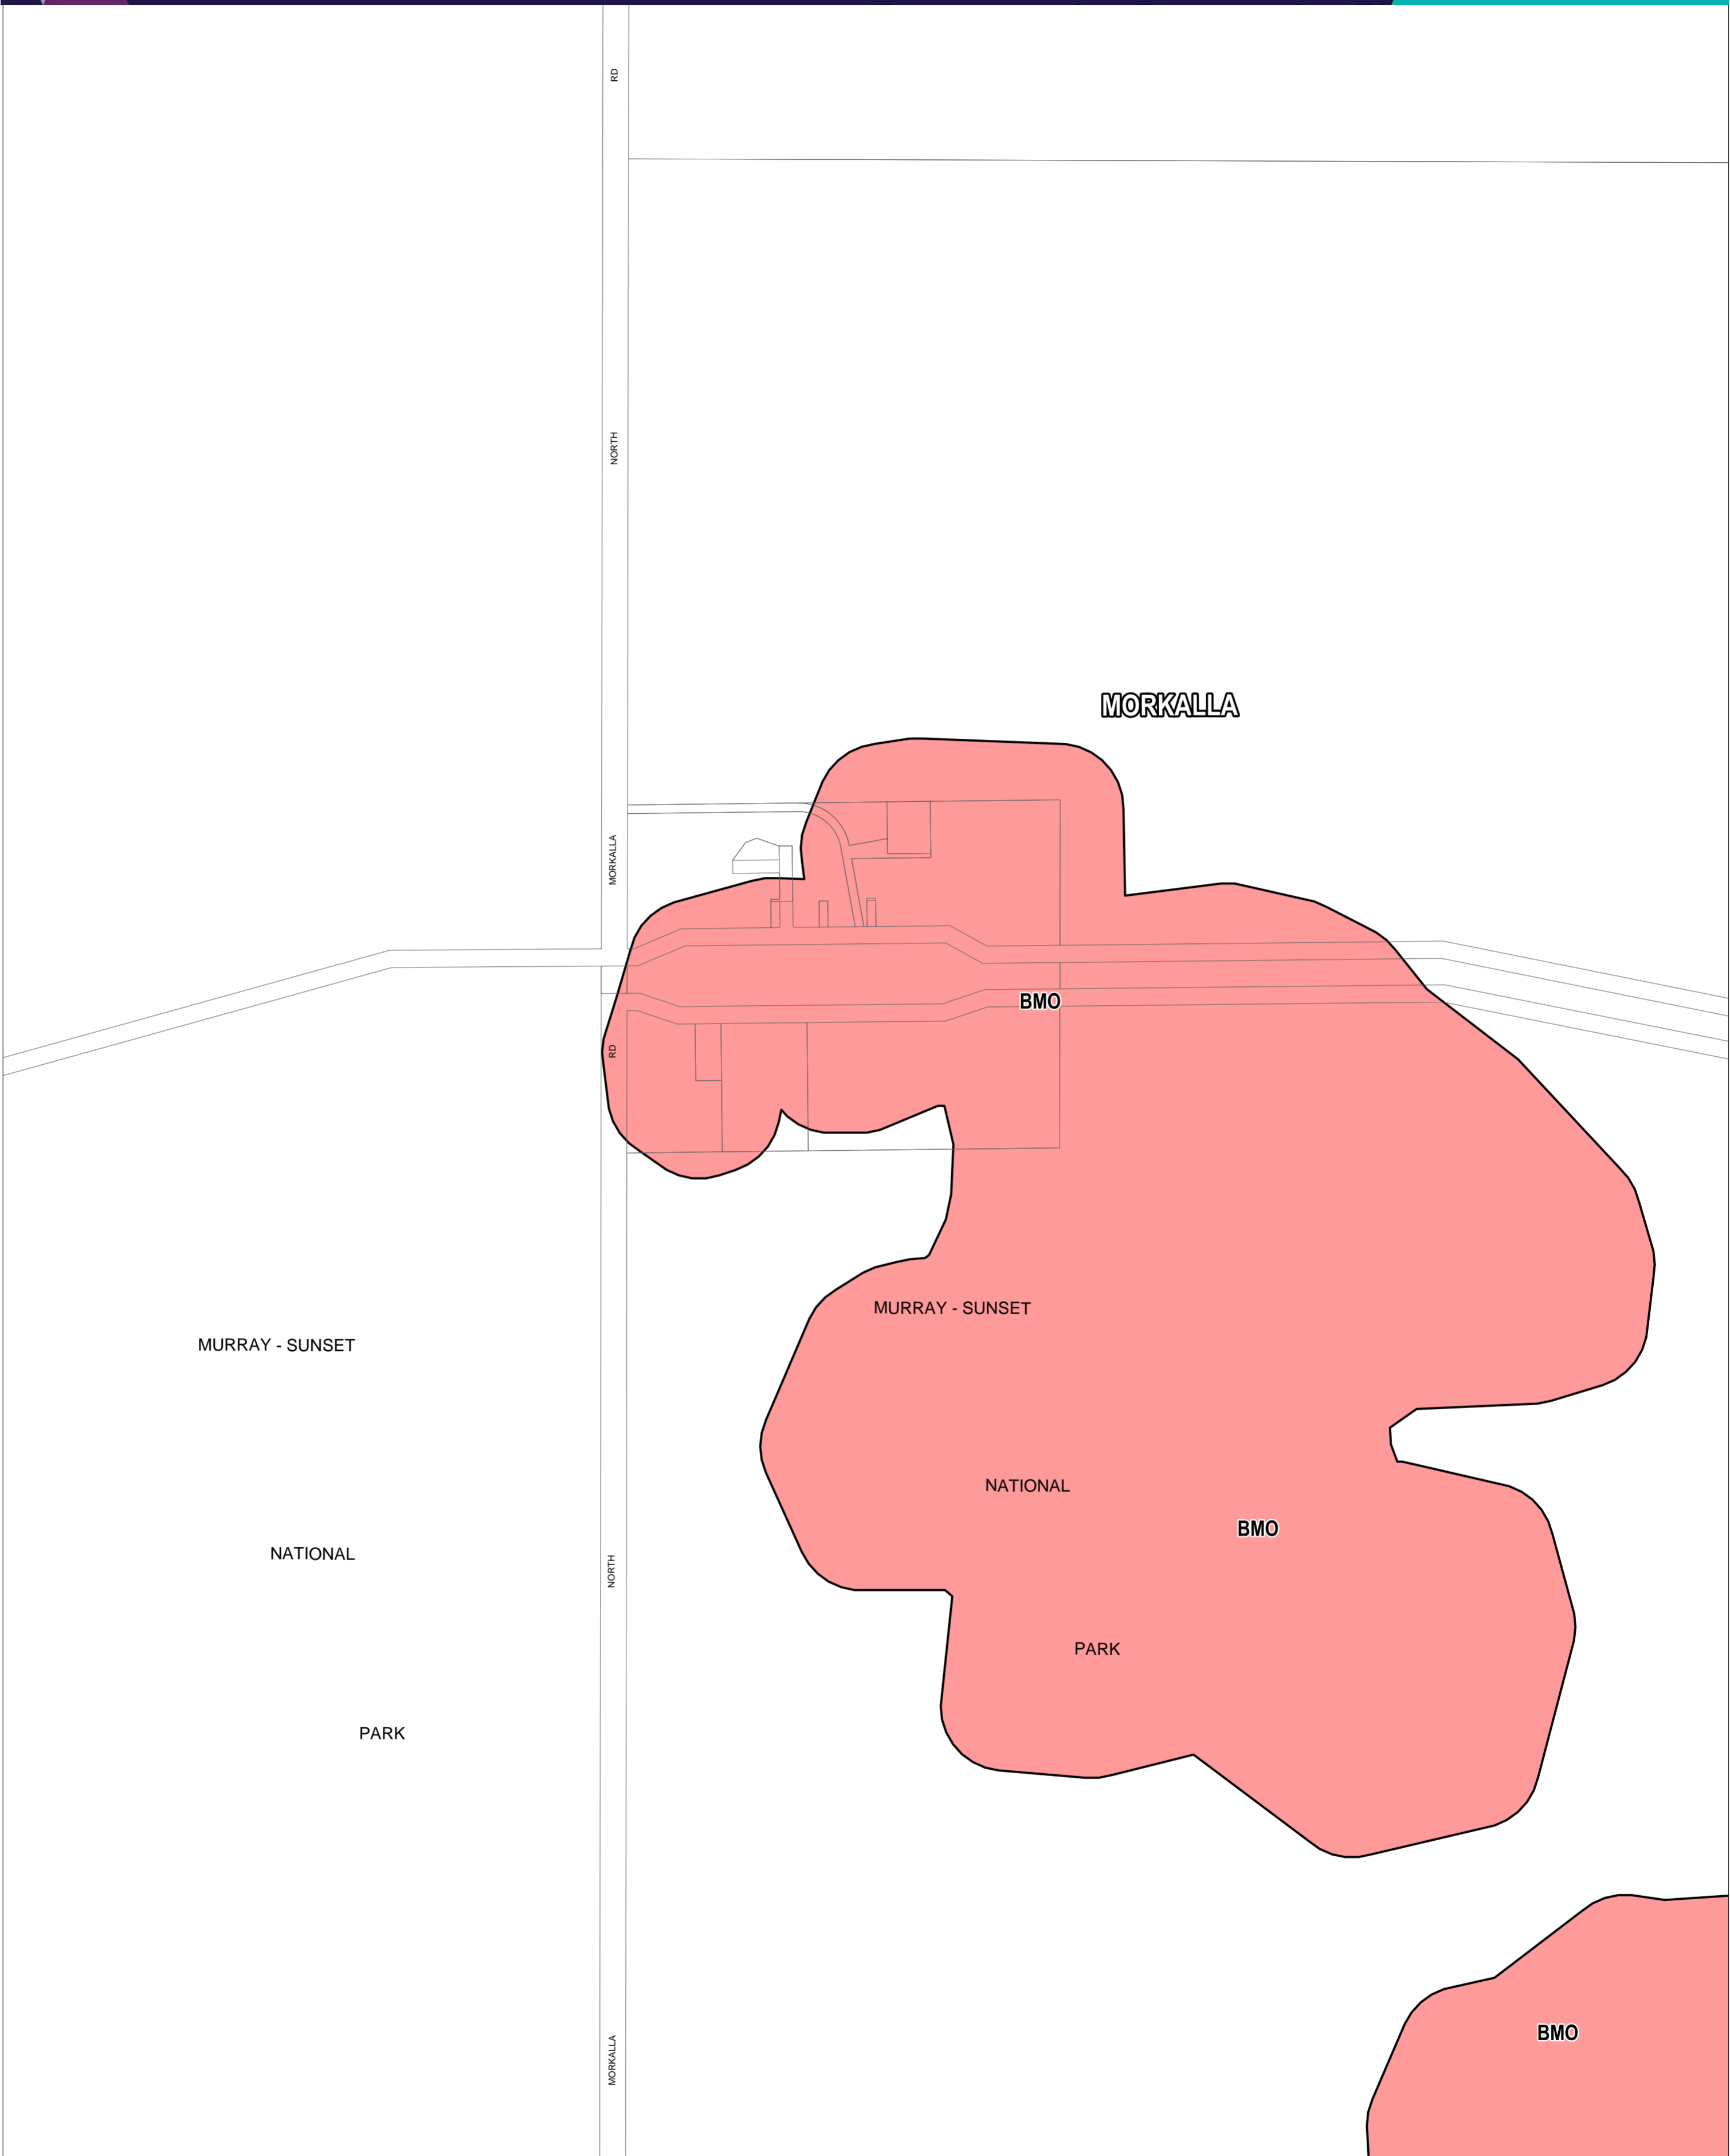 RD
NORTH
MORKALLA
MORKALLA
BMO
RD
MURRAY - SUNSET
MURRAY - SUNSET
NATIONAL
BMO
NATIONAL
NORTH
PARK
PARK
BMO
MORKALLA